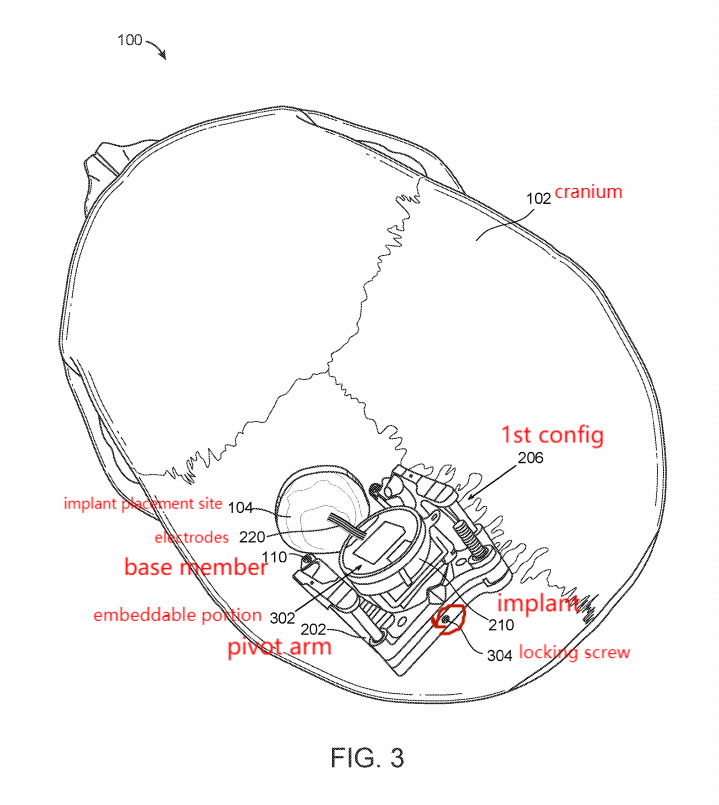 100
102 cranium
1st config
206
implant placement site 104
electrodes 220
110
base member
embeddable portion 302
202
pivot arm
implant
210
304 locking screw
FIG. 3